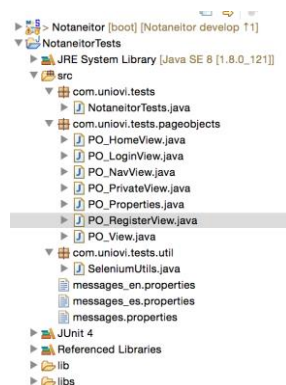 > Notaneitor [boot] [Notaneitor develop ↑1]
NotaneitorTests
JRE System Library [Java SE 8 [1.8.0_121]]
src
com.uniovi.tests
NotaneitorTests.java
com.uniovi.tests.pageobjects
PO_HomeView.java
PO_LoginView.java
PO_NavView.java
PO_PrivateView.java
PO_Properties.java
PO_RegisterView.java
PO_View.java
com.uniovi.tests.util
SeleniumUtils.java
messages_en.properties
messages_es.properties
messages.properties
JUnit 4
Referenced Libraries
lib
libs